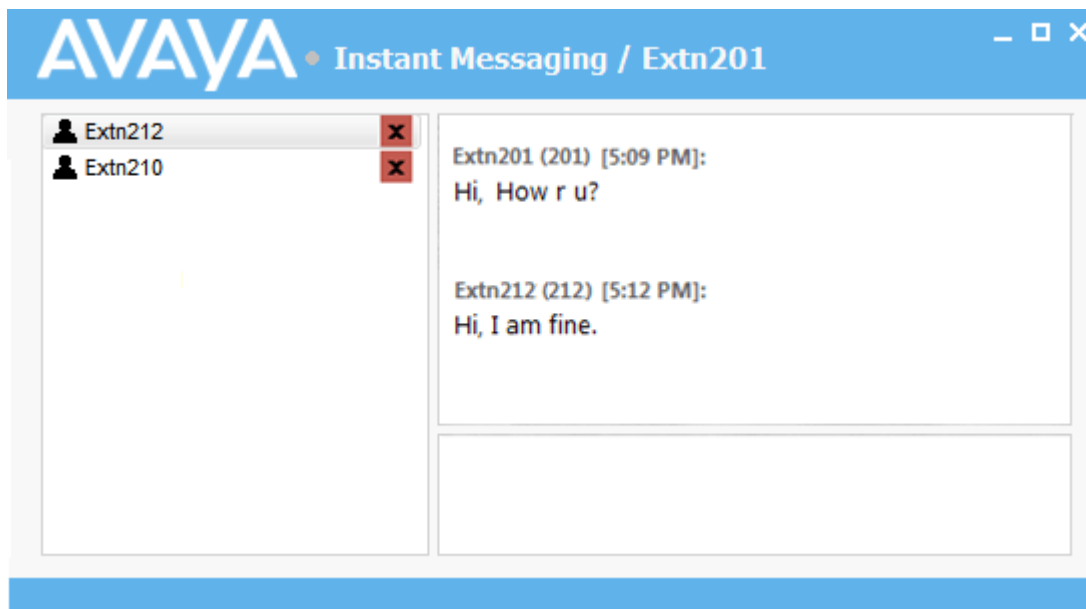 AVAYA Instant Messaging / Extn201
Extn212
Extn210
Extn201 (201) [5:09 PM]:
Hi, How r u?
Extn212 (212) [5:12 PM]:
Hi, I am fine.